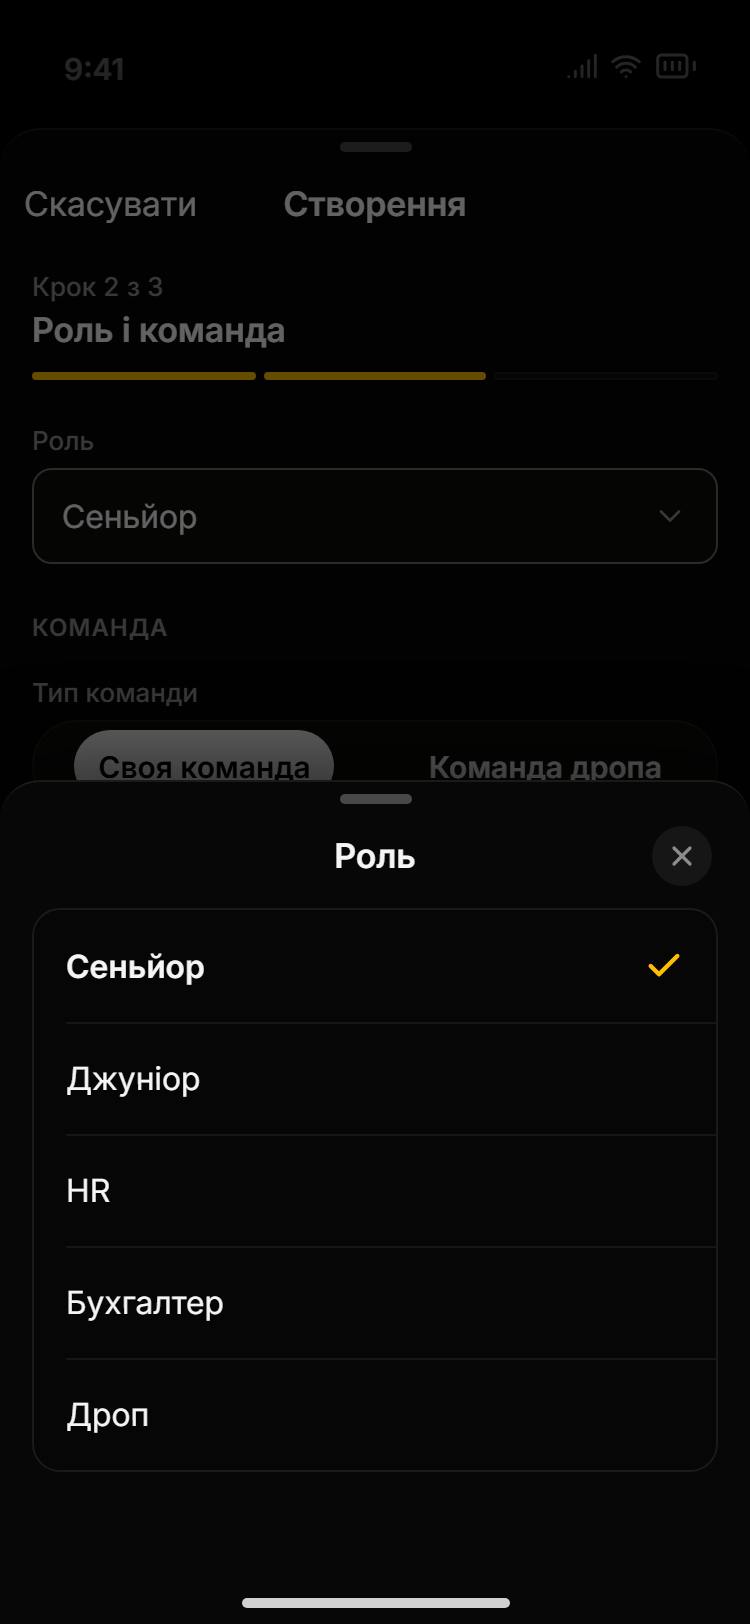 9:41
Скасувати
Створення
Крок 2 з 3
Роль і команда
Роль
Сеньйор
КОМАНДА
Тип команди
Своя команда
Команда дропа
Роль
Сеньйор
Джуніор
HR
Бухгалтер
Дроп